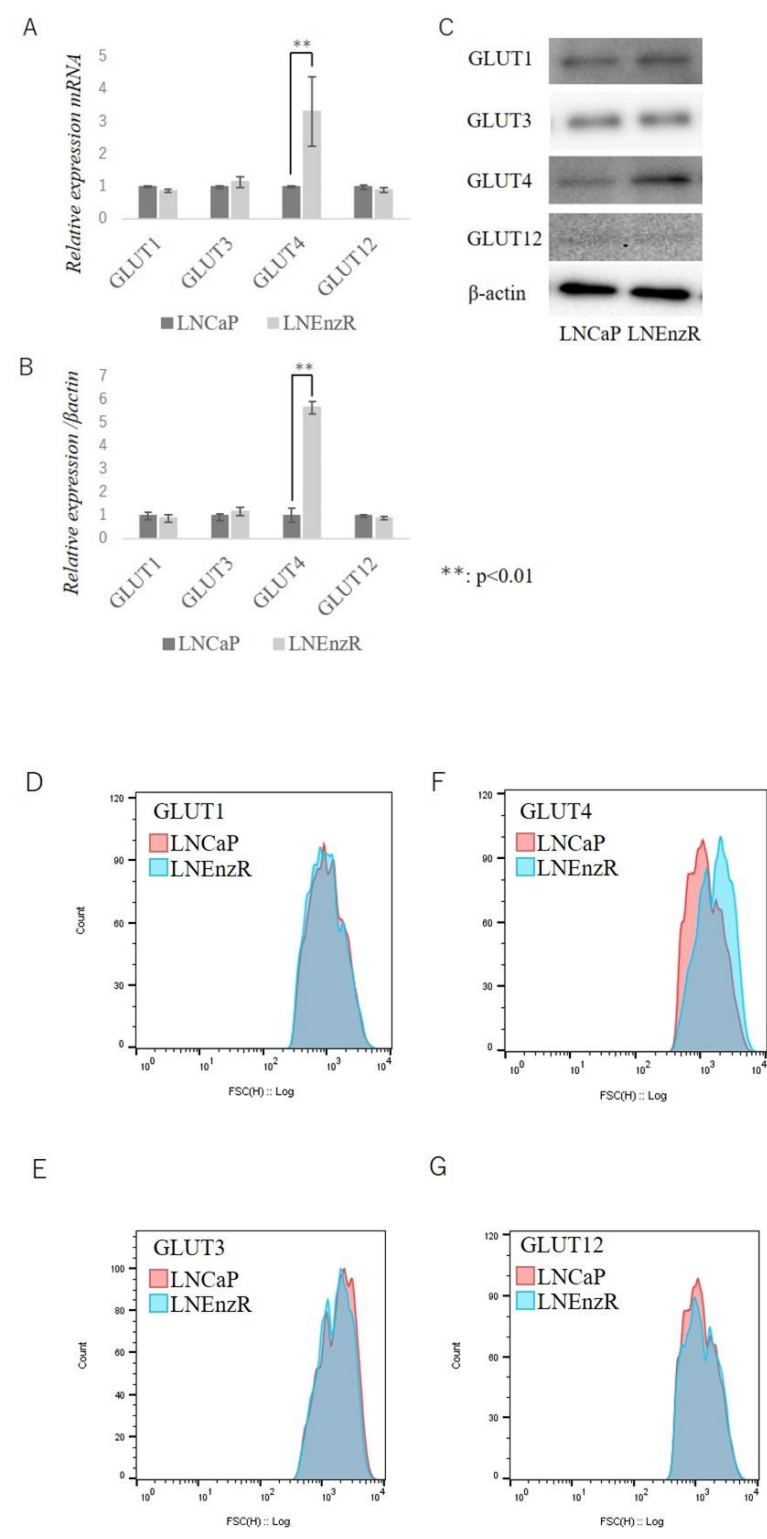 A
Relative expression mRNA
5
4
3
2
1
0
**
GLUT1
GLUT3
GLUT4
GLUT12
LNCaP LNEnzR
B
Relative expression /βactin
7
6
5
4
3
2
1
0
**
GLUT1
GLUT3
GLUT4
GLUT12
LNCaP LNEnzR
C
GLUT1
GLUT3
GLUT4
GLUT12
β-actin
LNCaP LNEnzR
**: p<0.01
D
GLUT1
LNCaP
LNEnzR
Count
120
90
60
30
0
10^0 10^1 10^2 10^3 10^4
FSC(H) :: Log
F
GLUT4
LNCaP
LNEnzR
Count
120
90
60
30
0
10^0 10^1 10^2 10^3 10^4
FSC(H) :: Log
E
GLUT3
LNCaP
LNEnzR
Count
100
80
60
40
20
0
10^0 10^1 10^2 10^3 10^4
FSC(H) :: Log
G
GLUT12
LNCaP
LNEnzR
Count
120
90
60
30
0
10^0 10^1 10^2 10^3 10^4
FSC(H) :: Log